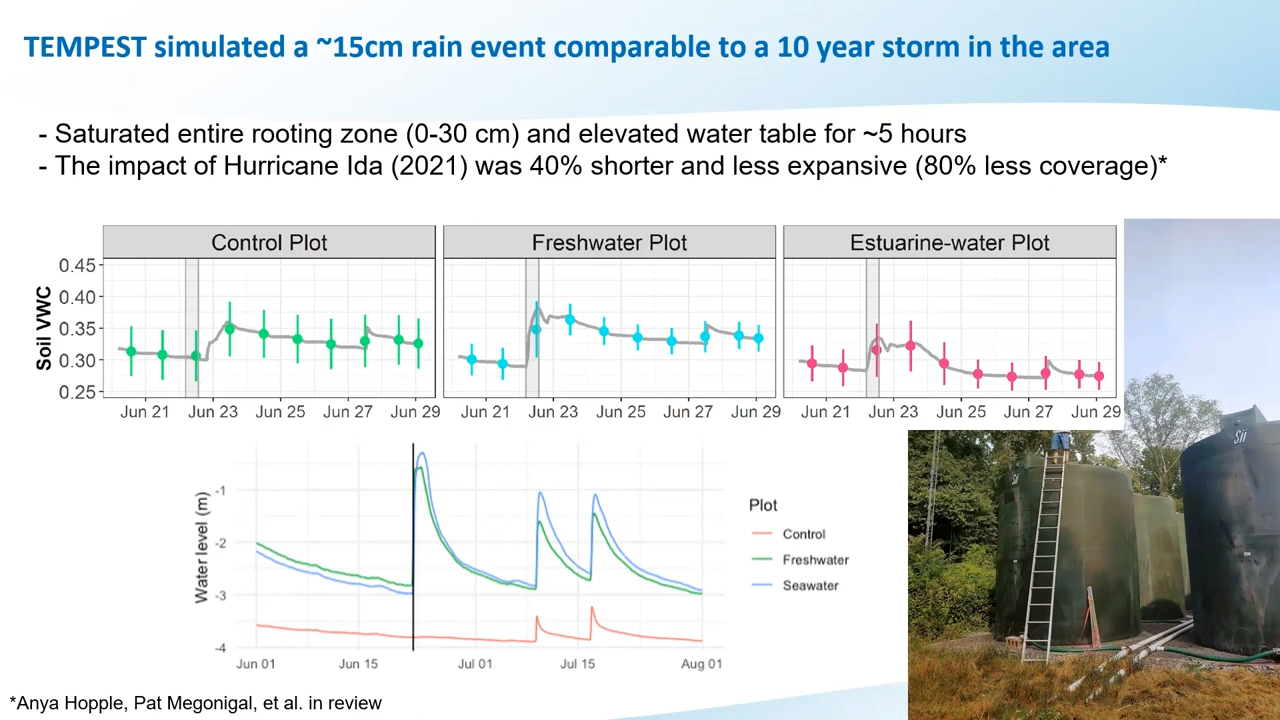 TEMPEST simulated a ~15cm rain event comparable to a 10 year storm in the area
- Saturated entire rooting zone (0-30 cm) and elevated water table for ~5 hours
- The impact of Hurricane Ida (2021) was 40% shorter and less expansive (80% less coverage)*
Control Plot
Freshwater Plot
Estuarine-water Plot
Soil VWC
0.45
0.40
0.35
0.30
0.25
Jun 21 Jun 23 Jun 25 Jun 27 Jun 29
Jun 21 Jun 23 Jun 25 Jun 27 Jun 29
Jun 21 Jun 23 Jun 25 Jun 27 Jun 29
Water level (m)
-1
-2
-3
-4
Jun 01 Jun 15 Jul 01 Jul 15 Aug 01
Plot
Control
Freshwater
Seawater
*Anya Hopple, Pat Megonigal, et al. in review